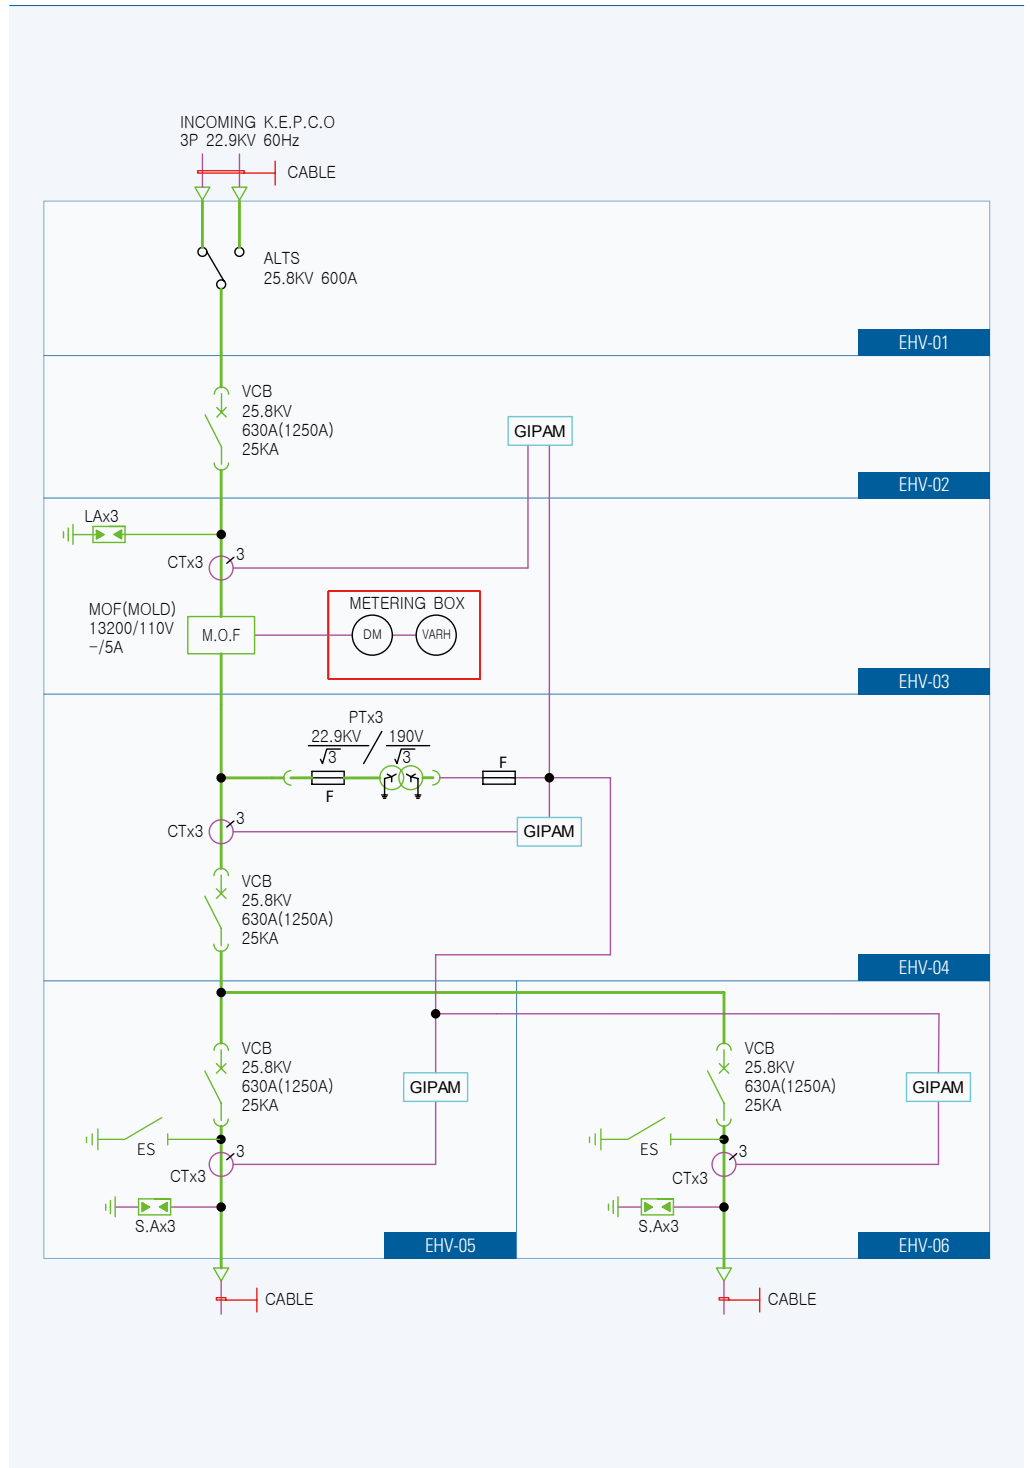 INCOMING K.E.P.C.O
3P 22.9KV 60Hz
CABLE
ALTS
25.8KV 600A
EHV-01
VCB
25.8KV
630A(1250A)
25KA
GIPAM
EHV-02
LAx3
CTx3
3
MOF(MOLD)
13200/110V
-/5A
M.O.F
METERING BOX
DM
VARH
EHV-03
PTx3
22.9KV / 190V
√3 √3
F
F
CTx3
3
GIPAM
VCB
25.8KV
630A(1250A)
25KA
EHV-04
VCB
25.8KV
630A(1250A)
25KA
GIPAM
ES
3
CTx3
S.Ax3
EHV-05
CABLE
VCB
25.8KV
630A(1250A)
25KA
GIPAM
ES
3
CTx3
S.Ax3
EHV-06
CABLE